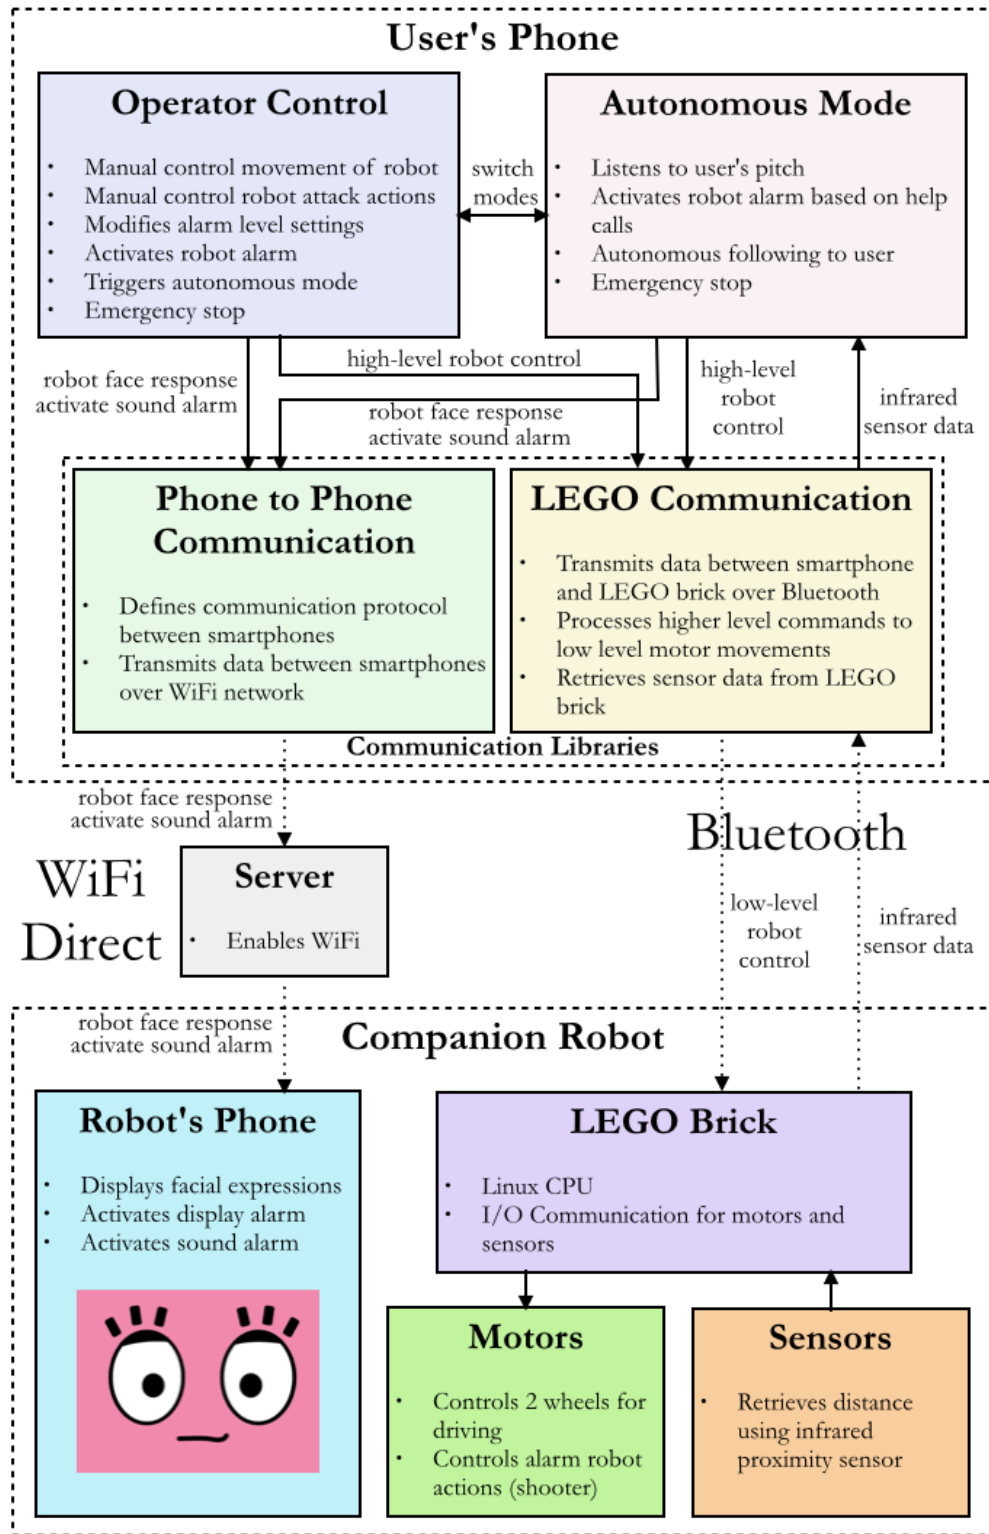 User's Phone
Operator Control
· Manual control movement of robot
· Manual control robot attack actions
· Modifies alarm level settings
· Activates robot alarm
· Triggers autonomous mode
· Emergency stop
switch
modes
Autonomous Mode
· Listens to user's pitch
· Activates robot alarm based on help
calls
· Autonomous following to user
· Emergency stop
robot face response
activate sound alarm
high-level robot control
robot face response
activate sound alarm
high-level
robot
control
infrared
sensor data
Phone to Phone
Communication
· Defines communication protocol
between smartphones
· Transmits data between smartphones
over WiFi network
LEGO Communication
· Transmits data between smartphone
and LEGO brick over Bluetooth
· Processes higher level commands to
low level motor movements
· Retrieves sensor data from LEGO
brick
Communication Libraries
robot face response
activate sound alarm
WiFi
Direct
Server
· Enables WiFi
Bluetooth
low-level
robot
control
infrared
sensor data
robot face response
activate sound alarm
Companion Robot
Robot's Phone
· Displays facial expressions
· Activates display alarm
· Activates sound alarm
LEGO Brick
· Linux CPU
· I/O Communication for motors and
sensors
Motors
· Controls 2 wheels for
driving
· Controls alarm robot
actions (shooter)
Sensors
· Retrieves distance
using infrared
proximity sensor